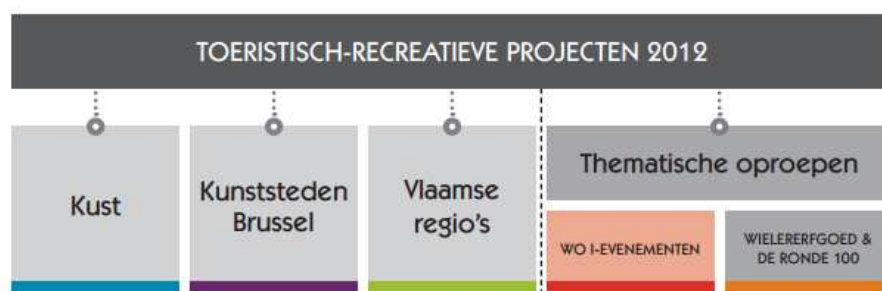 TOERISTISCH-RECREATIEVE PROJECTEN 2012
Kust
Kunststeden
Brussel
Vlaamse
regio's
Thematische oproepen
WO I-EVENEMENTEN
WIELERERFGOED &
DE RONDE 100